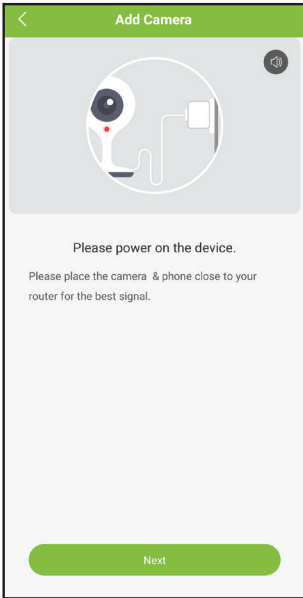 Add Camera
Please power on the device.
Please place the camera & phone close to your
router for the best signal.
Next